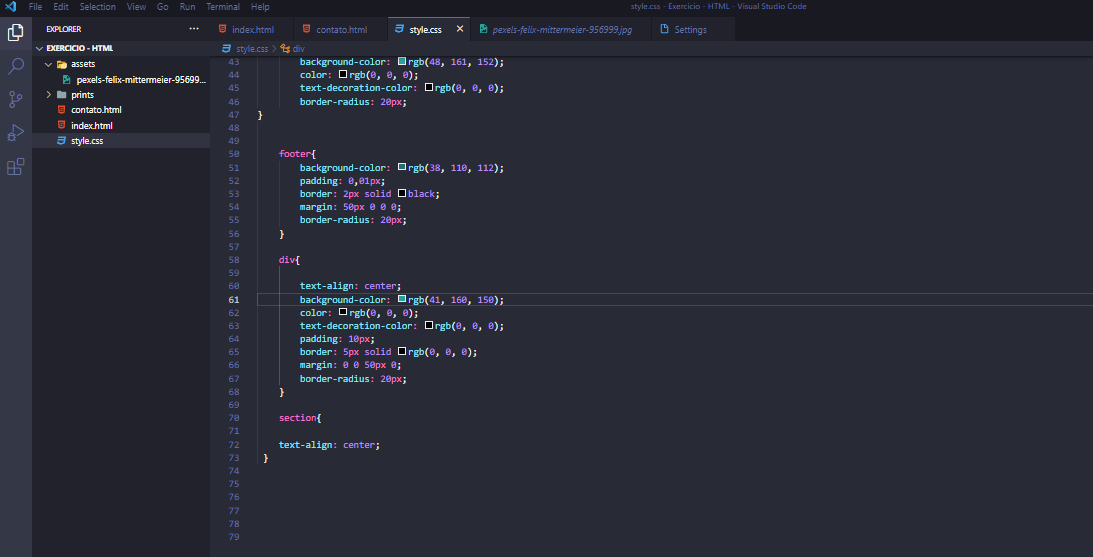 File Edit Selection View Go Run Terminal Help
style.css - Exercicio - HTML - Visual Studio Code
EXPLORER
index.html
contato.html
style.css
pexels-felix-mittermeier-956999.jpg
Settings
EXERCICIO - HTML
assets
pexels-felix-mittermeier-95699...
prints
contato.html
index.html
style.css
style.css > div
43 background-color: rgb(48, 161, 152);
44 color: rgb(0, 0, 0);
45 text-decoration-color: rgb(0, 0, 0);
46 border-radius: 20px;
47 }
48
49
50 footer{
51 background-color: rgb(38, 110, 112);
52 padding: 0,01px;
53 border: 2px solid black;
54 margin: 50px 0 0 0;
55 border-radius: 20px;
56 }
57
58 div{
59
60 text-align: center;
61 background-color: rgb(41, 160, 150);
62 color: rgb(0, 0, 0);
63 text-decoration-color: rgb(0, 0, 0);
64 padding: 10px;
65 border: 5px solid rgb(0, 0, 0);
66 margin: 0 0 50px 0;
67 border-radius: 20px;
68 }
69
70 section{
71
72 text-align: center;
73 }
74
75
76
77
78
79